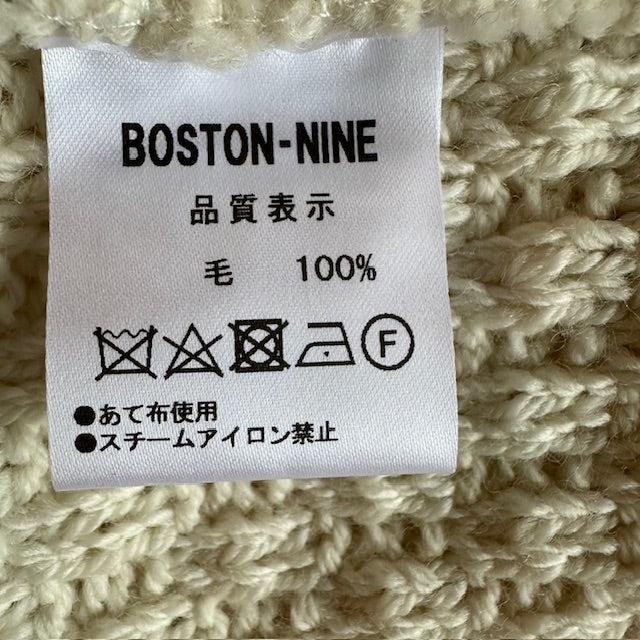 BOSTON-NINE
品質表示
毛 100%
F
●あて布使用
●スチームアイロン禁止